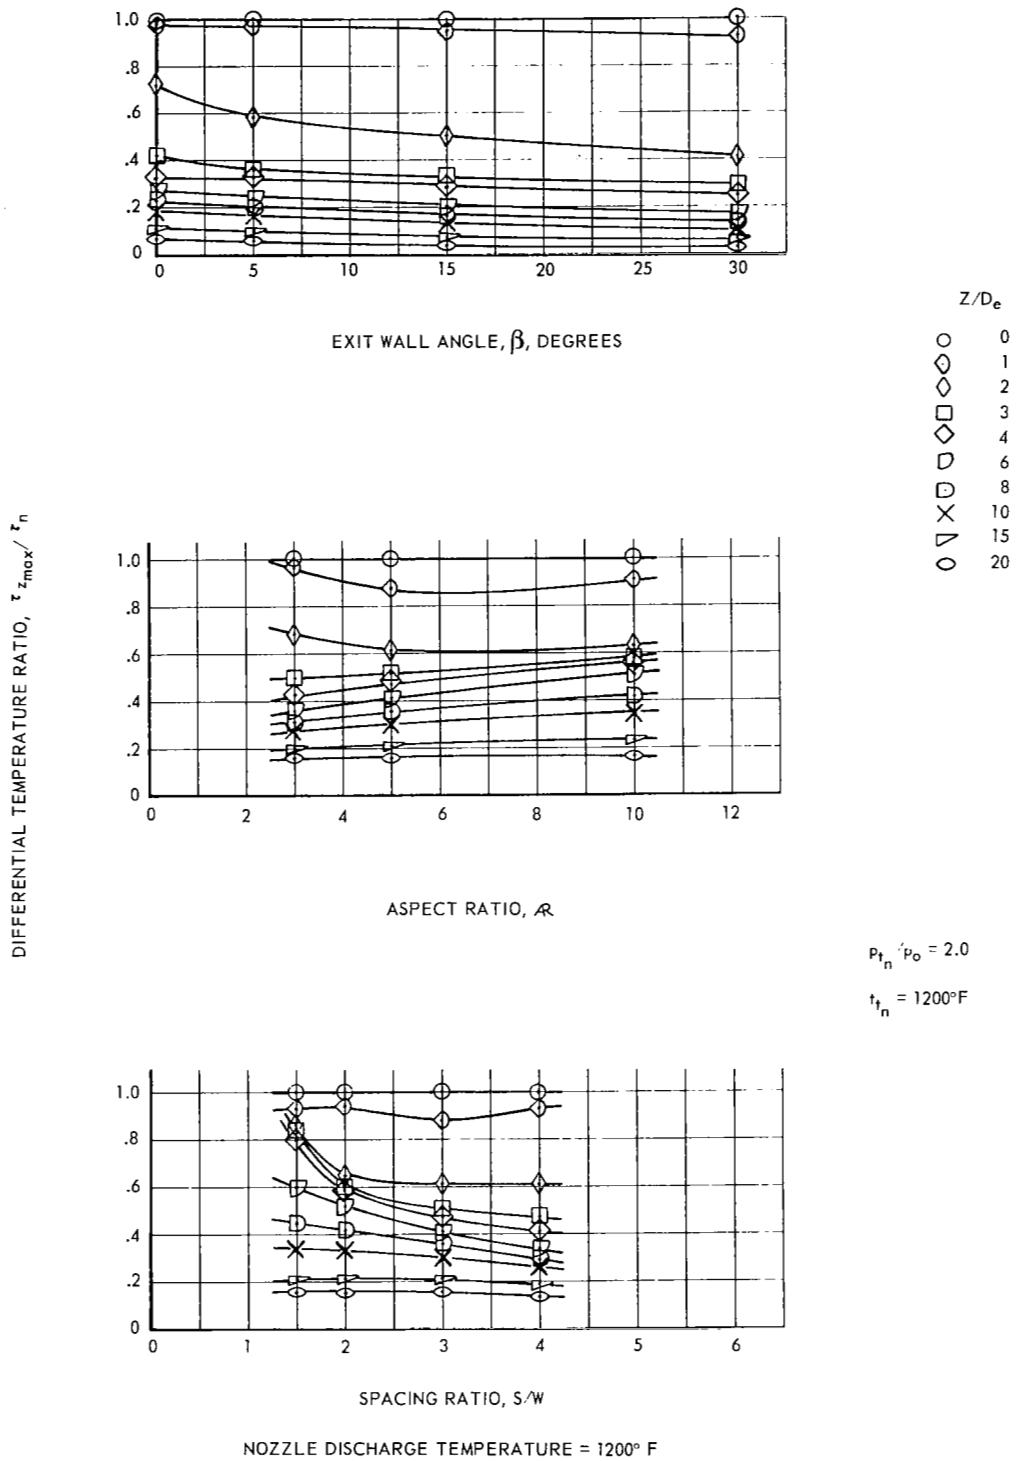 1.0
.8
.6
.4
.2
0
0 5 10 15 20 25 30
EXIT WALL ANGLE, β, DEGREES
Z/De
0
1
2
3
4
6
8
10
15
20
DIFFERENTIAL TEMPERATURE RATIO, τzmax/ τn
1.0
.8
.6
.4
.2
0
0 2 4 6 8 10 12
ASPECT RATIO, AR
ptn/po = 2.0
ttn = 1200°F
1.0
.8
.6
.4
.2
0
0 1 2 3 4 5 6
SPACING RATIO, S/W
NOZZLE DISCHARGE TEMPERATURE = 1200° F